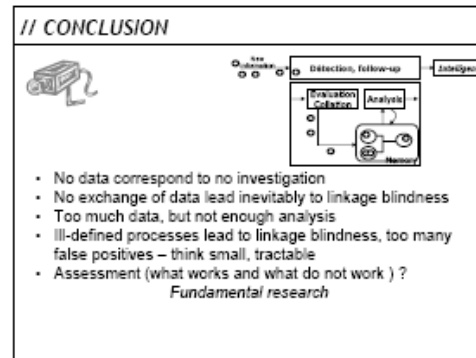 // CONCLUSION
New
information
Détection, follow-up
Evaluation
Collation
Analysis
Memory
- No data correspond to no investigation
- No exchange of data lead inevitably to linkage blindness
- Too much data, but not enough analysis
- Ill-defined processes lead to linkage blindness, too many
false positives – think small, tractable
- Assessment (what works and what do not work ) ?
Fundamental research